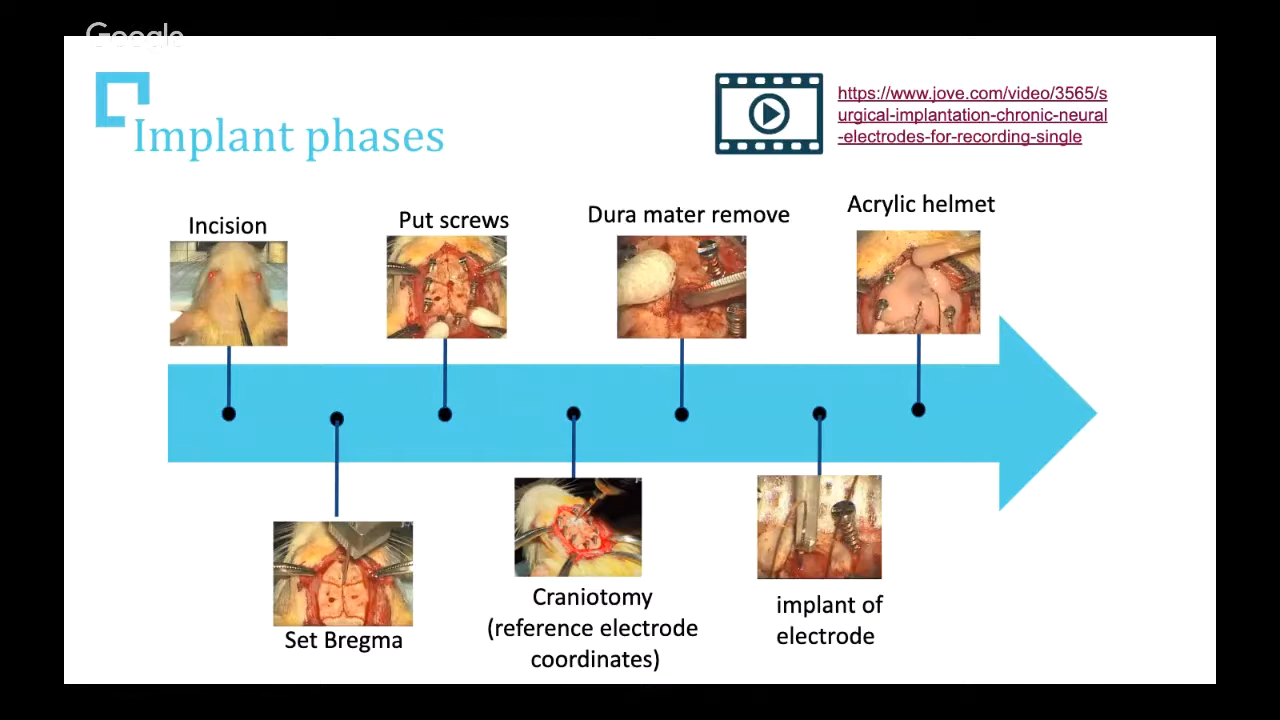 Google
Implant phases
https://www.jove.com/video/3565/s
urgical-implantation-chronic-neural
-electrodes-for-recording-single
Incision
Put screws
Dura mater remove
Acrylic helmet
Set Bregma
Craniotomy
(reference electrode
coordinates)
implant of
electrode